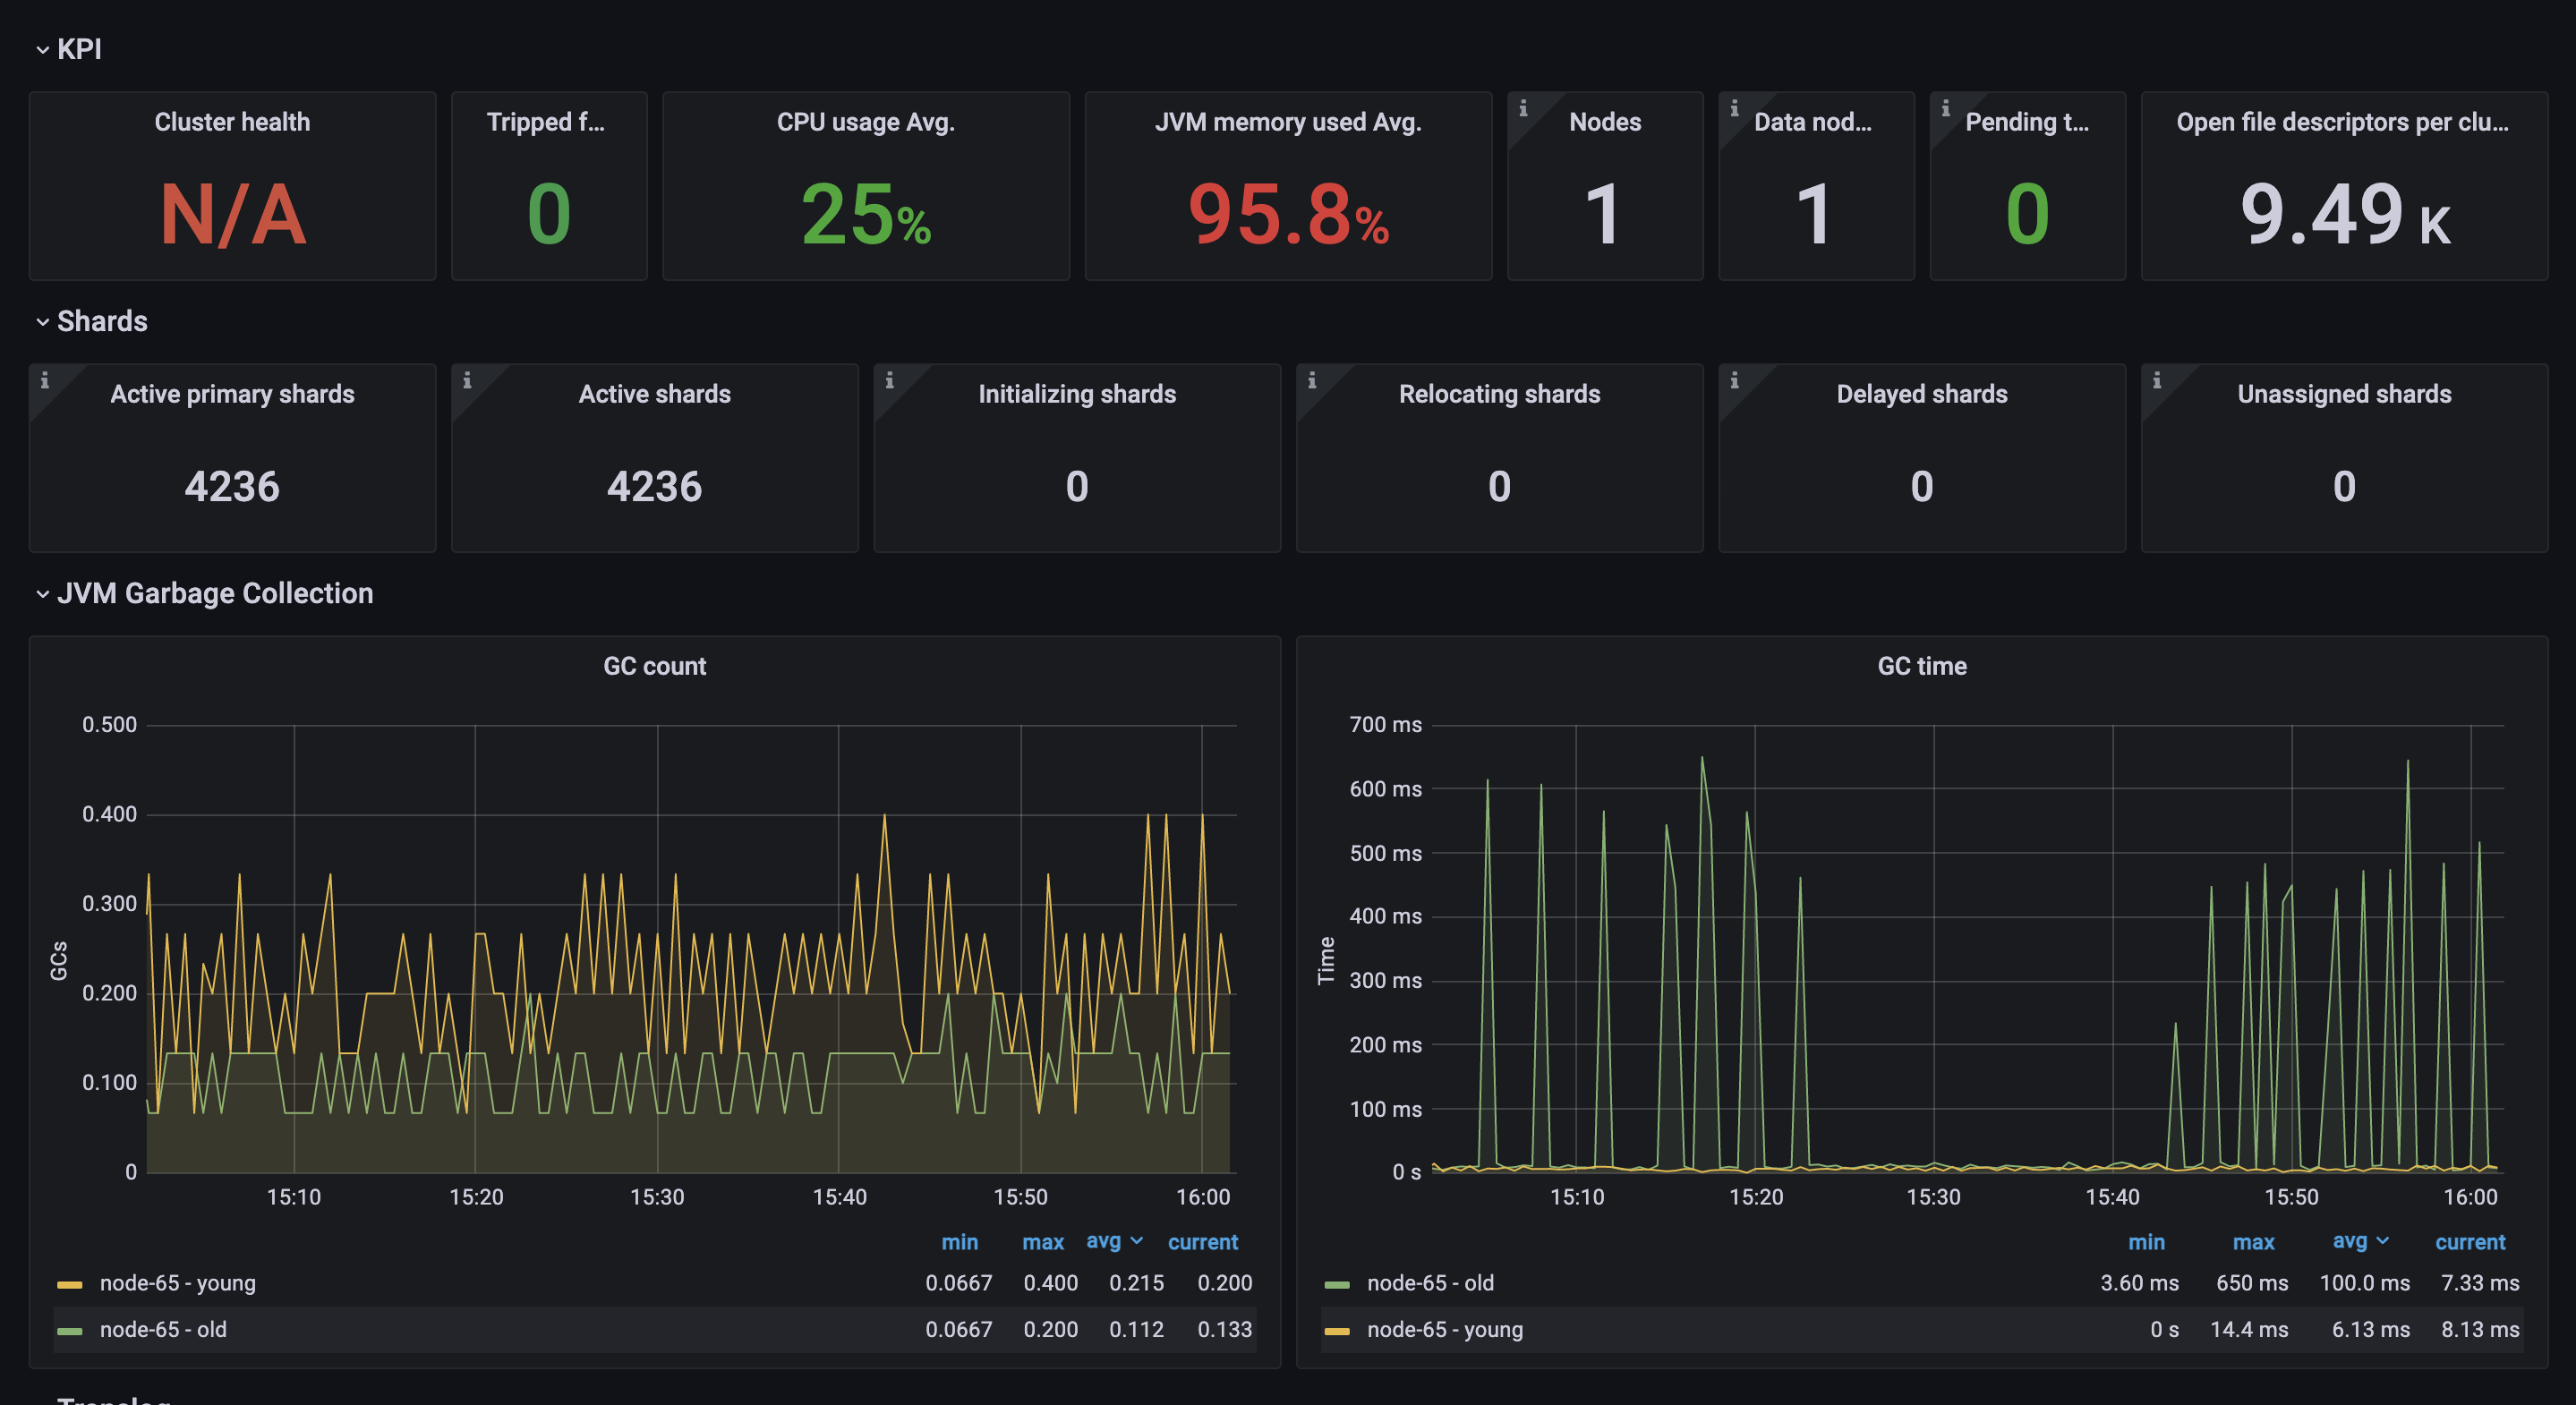 KPI
Cluster health
N/A
Tripped f...
0
CPU usage Avg.
25%
JVM memory used Avg.
95.8%
Nodes
1
Data nod...
1
Pending t...
0
Open file descriptors per clu...
9.49 K
Shards
Active primary shards
4236
Active shards
4236
Initializing shards
0
Relocating shards
0
Delayed shards
0
Unassigned shards
0
JVM Garbage Collection
GC count
0.500
0.400
0.300
0.200
0.100
0
GCs
15:10 15:20 15:30 15:40 15:50 16:00
min max avg current
node-65 - young 0.0667 0.400 0.215 0.200
node-65 - old 0.0667 0.200 0.112 0.133
GC time
700 ms
600 ms
500 ms
400 ms
300 ms
200 ms
100 ms
0 s
Time
15:10 15:20 15:30 15:40 15:50 16:00
min max avg current
node-65 - old 3.60 ms 650 ms 100.0 ms 7.33 ms
node-65 - young 0 s 14.4 ms 6.13 ms 8.13 ms